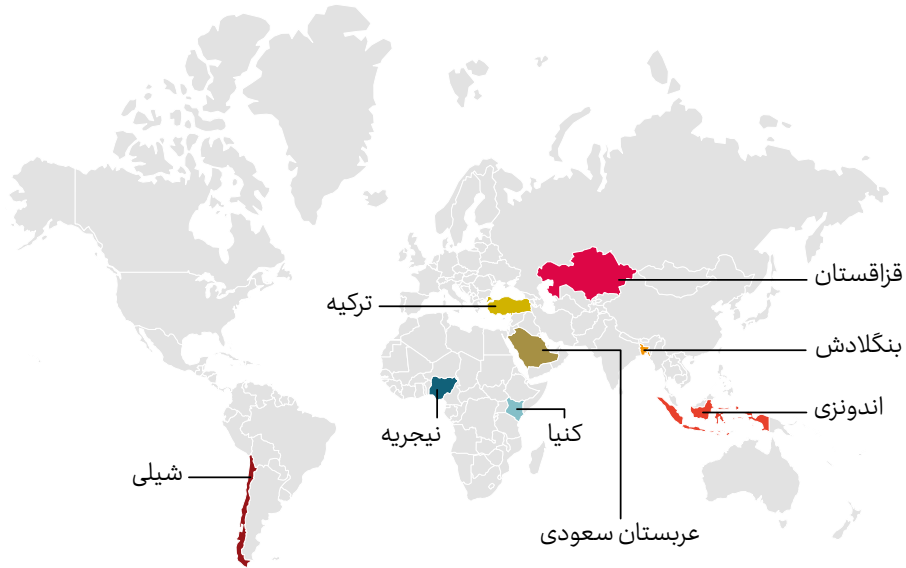 قزاقستان
ترکیه
بنگلادش
اندونزی
کنیا
نیجریه
شیلی
عربستان سعودی